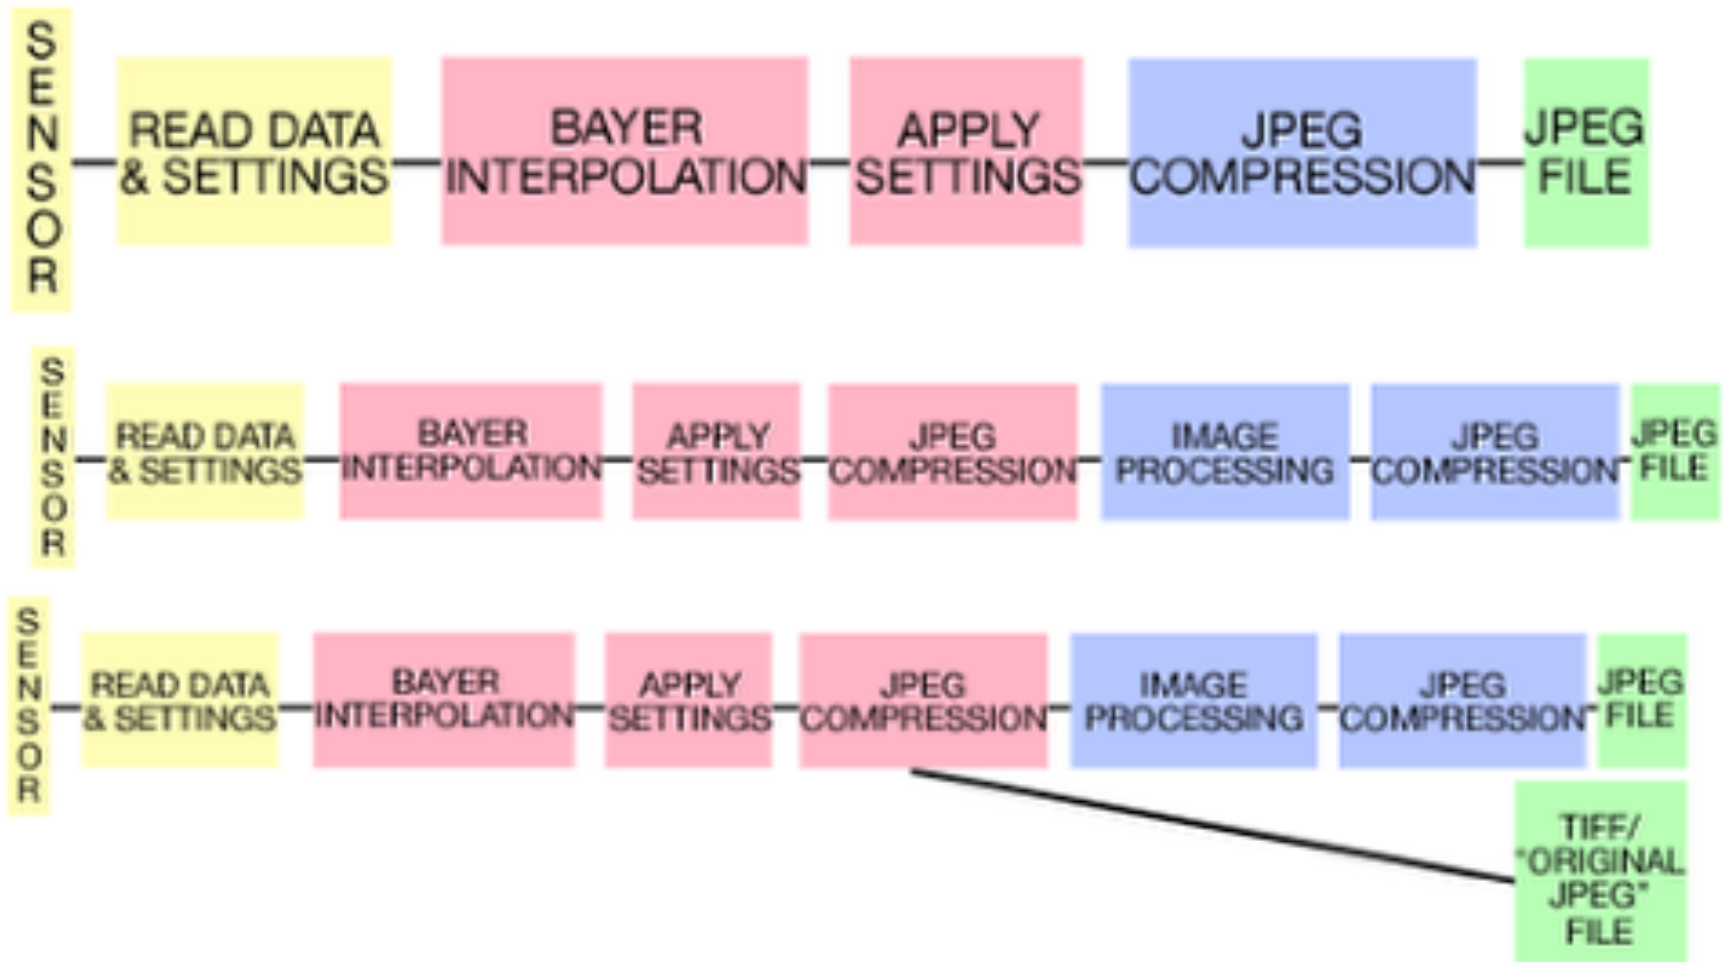 SENSOR
READ DATA
& SETTINGS
BAYER
INTERPOLATION
APPLY
SETTINGS
JPEG
COMPRESSION
JPEG
FILE
SENSOR
READ DATA
& SETTINGS
BAYER
INTERPOLATION
APPLY
SETTINGS
JPEG
COMPRESSION
IMAGE
PROCESSING
JPEG
COMPRESSION
JPEG
FILE
SENSOR
READ DATA
& SETTINGS
BAYER
INTERPOLATION
APPLY
SETTINGS
JPEG
COMPRESSION
IMAGE
PROCESSING
JPEG
COMPRESSION
JPEG
FILE
TIFF/
"ORIGINAL
JPEG"
FILE